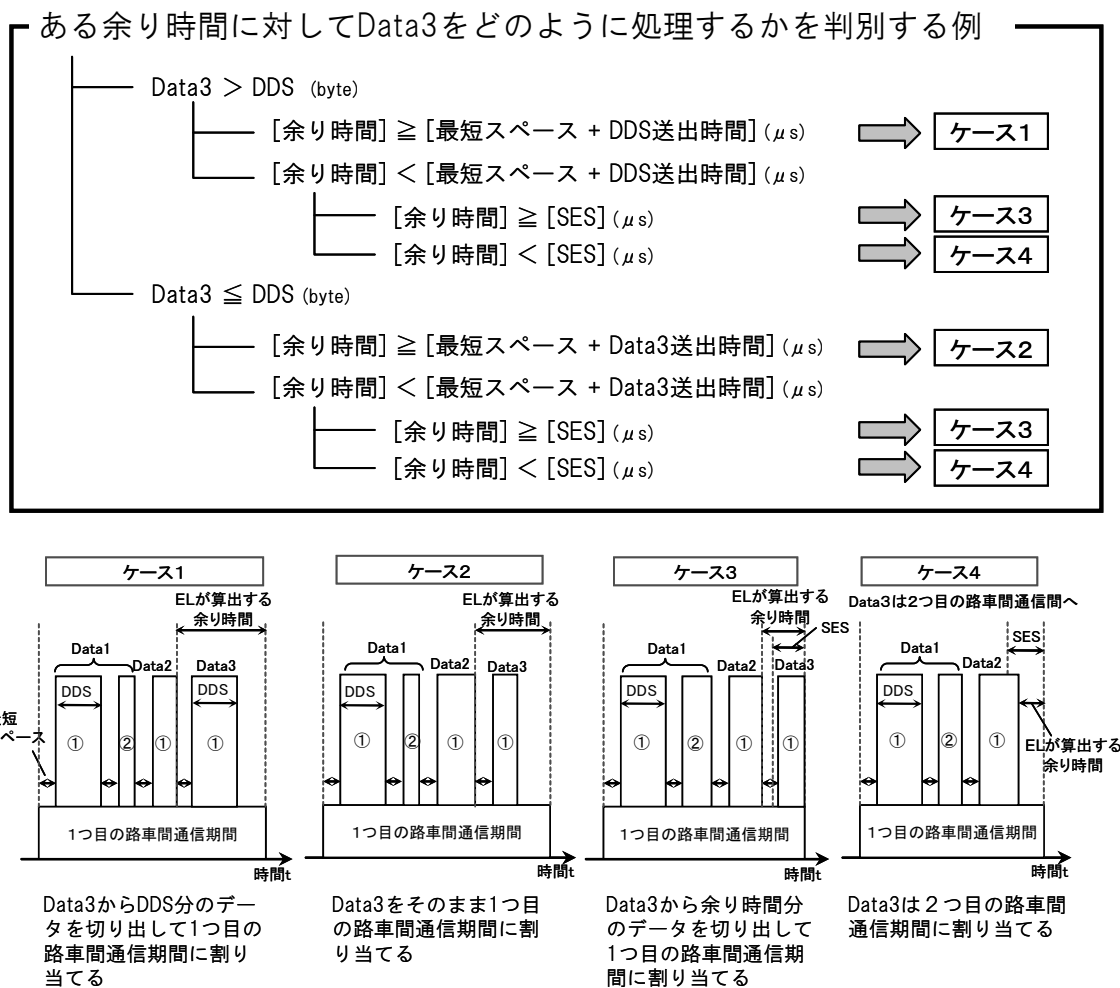 ある余り時間に対してData3をどのように処理するかを判別する例
Data3 > DDS (byte)
[余り時間] ≧ [最短スペース + DDS送出時間] (μs)
ケース1
[余り時間] < [最短スペース + DDS送出時間] (μs)
[余り時間] ≧ [SES] (μs)
ケース3
[余り時間] < [SES] (μs)
ケース4
Data3 ≦ DDS (byte)
[余り時間] ≧ [最短スペース + Data3送出時間] (μs)
ケース2
[余り時間] < [最短スペース + Data3送出時間] (μs)
[余り時間] ≧ [SES] (μs)
ケース3
[余り時間] < [SES] (μs)
ケース4
ケース1
ELが算出する
余り時間
Data1
Data2
Data3
DDS
DDS
短
ペース
①
②
①
①
1つ目の路車間通信期間
時間t
Data3からDDS分のデー
タを切り出して1つ目の
路車間通信期間に割り
当てる
ケース2
ELが算出する
余り時間
Data1
Data2
Data3
DDS
①
②
①
①
1つ目の路車間通信期間
時間t
Data3をそのまま1つ目
の路車間通信期間に割
り当てる
ケース3
ELが算出する
余り時間
SES
Data1
Data2
Data3
DDS
①
②
①
①
1つ目の路車間通信期間
時間t
Data3から余り時間分
のデータを切り出して
1つ目の路車間通信期
間に割り当てる
ケース4
Data3は2つ目の路車間通信間へ
SES
Data1
Data2
DDS
①
②
①
ELが算出する
余り時間
1つ目の路車間通信期間
時間t
Data3は２つ目の路車間
通信期間に割り当てる